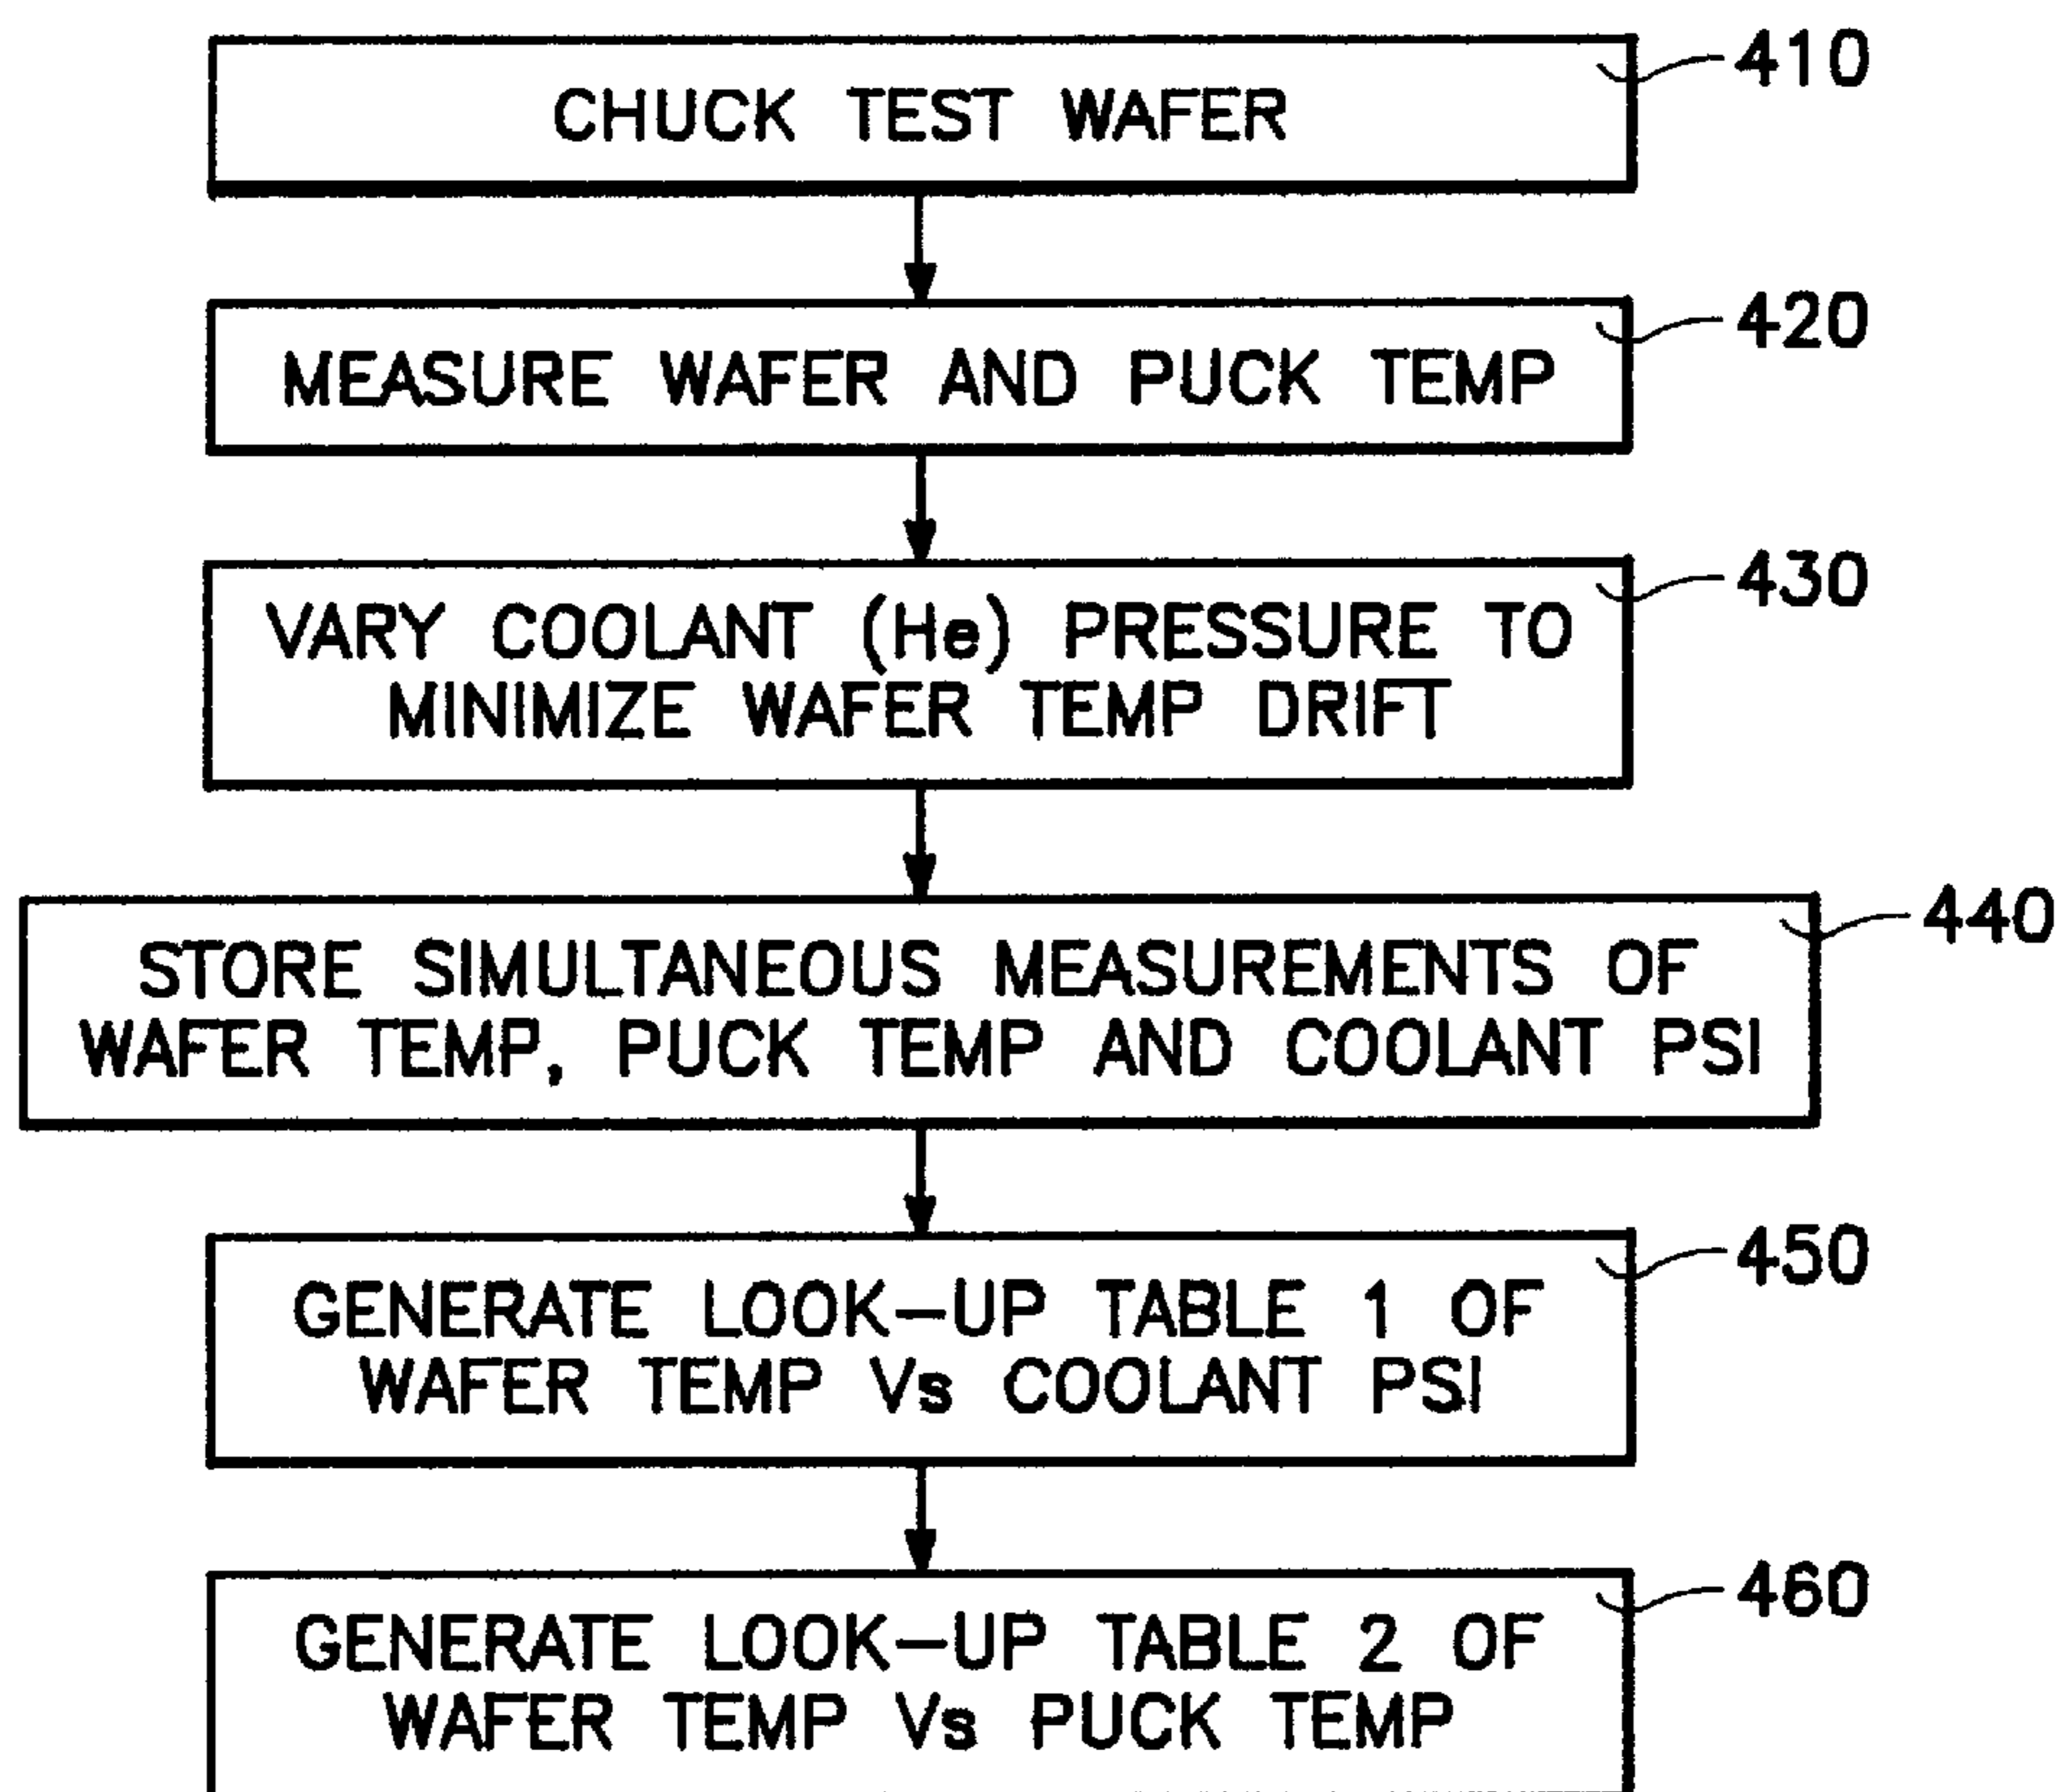 CHUCK TEST WAFER
410
MEASURE WAFER AND PUCK TEMP
420
VARY COOLANT (He) PRESSURE TO
MINIMIZE WAFER TEMP DRIFT
430
STORE SIMULTANEOUS MEASUREMENTS OF
WAFER TEMP, PUCK TEMP AND COOLANT PSI
440
GENERATE LOOK-UP TABLE 1 OF
WAFER TEMP Vs COOLANT PSI
450
GENERATE LOOK-UP TABLE 2 OF
WAFER TEMP Vs PUCK TEMP
460